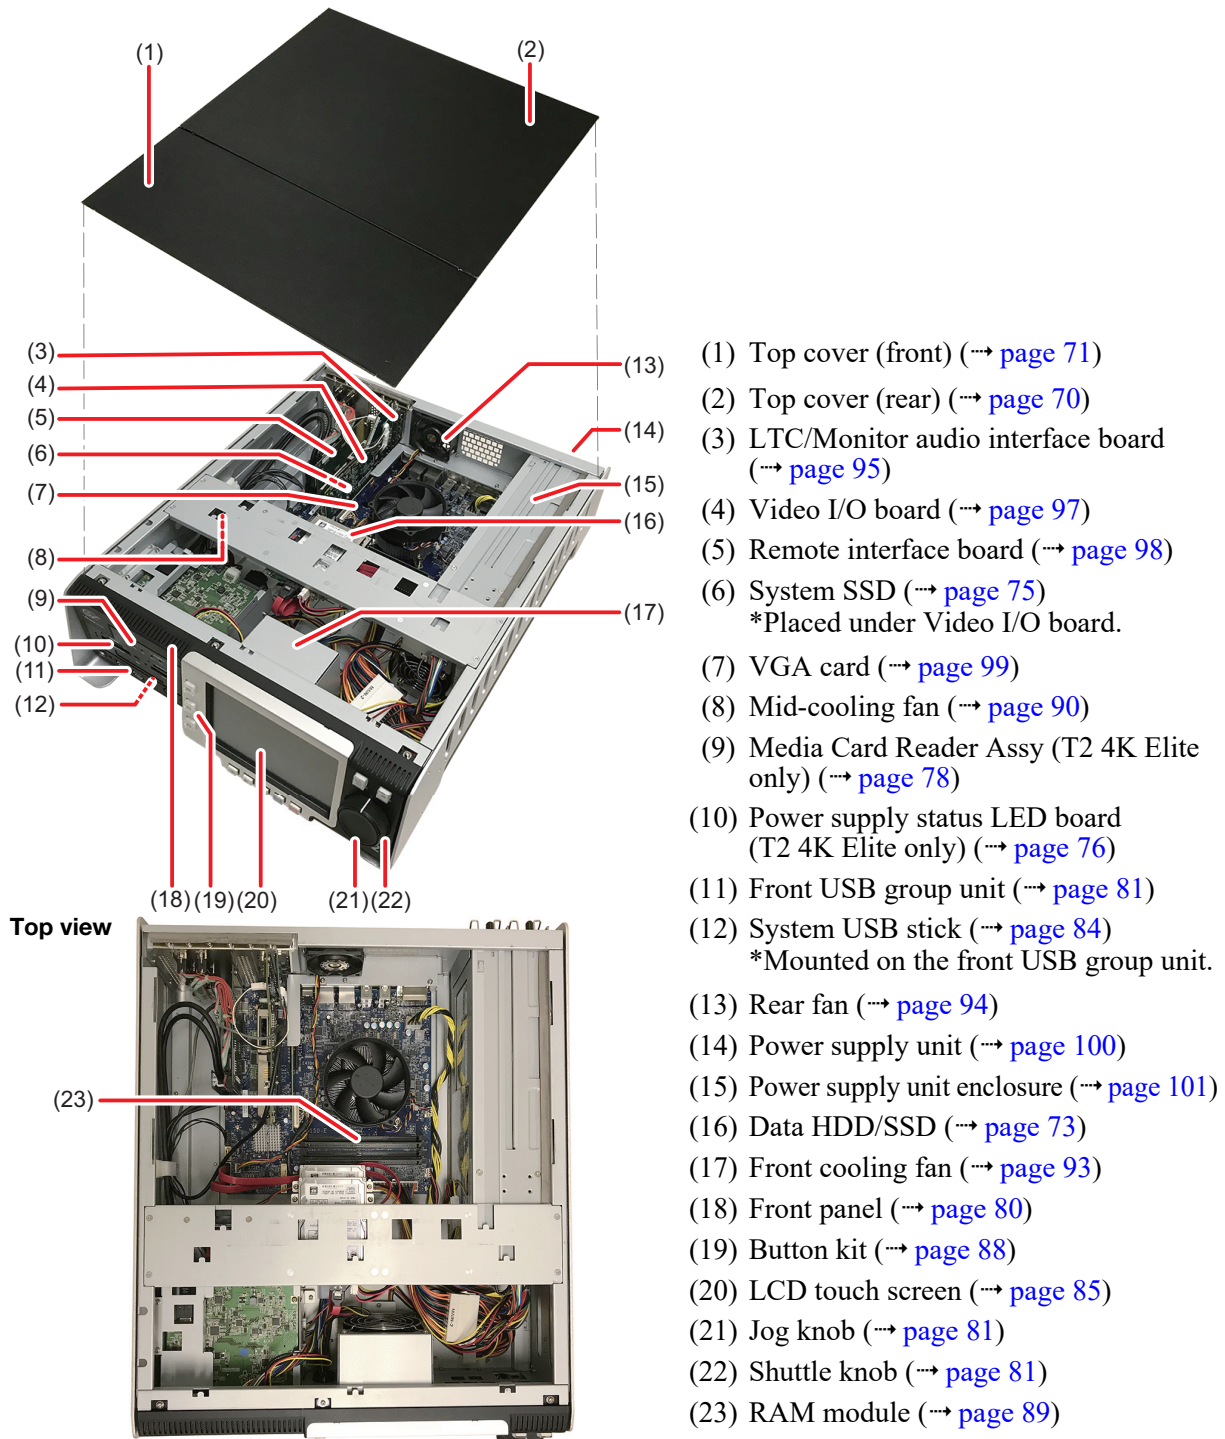 (1)
(2)
(3)
(4)
(5)
(6)
(7)
(8)
(9)
(10)
(11)
(12)
(13)
(14)
(15)
(16)
(17)
(18)
(19)
(20)
(21)
(22)
Top view
(23)
(1) Top cover (front) (⇢ page 71)
(2) Top cover (rear) (⇢ page 70)
(3) LTC/Monitor audio interface board
(⇢ page 95)
(4) Video I/O board (⇢ page 97)
(5) Remote interface board (⇢ page 98)
(6) System SSD (⇢ page 75)
*Placed under Video I/O board.
(7) VGA card (⇢ page 99)
(8) Mid-cooling fan (⇢ page 90)
(9) Media Card Reader Assy (T2 4K Elite
only) (⇢ page 78)
(10) Power supply status LED board
(T2 4K Elite only) (⇢ page 76)
(11) Front USB group unit (⇢ page 81)
(12) System USB stick (⇢ page 84)
*Mounted on the front USB group unit.
(13) Rear fan (⇢ page 94)
(14) Power supply unit (⇢ page 100)
(15) Power supply unit enclosure (⇢ page 101)
(16) Data HDD/SSD (⇢ page 73)
(17) Front cooling fan (⇢ page 93)
(18) Front panel (⇢ page 80)
(19) Button kit (⇢ page 88)
(20) LCD touch screen (⇢ page 85)
(21) Jog knob (⇢ page 81)
(22) Shuttle knob (⇢ page 81)
(23) RAM module (⇢ page 89)